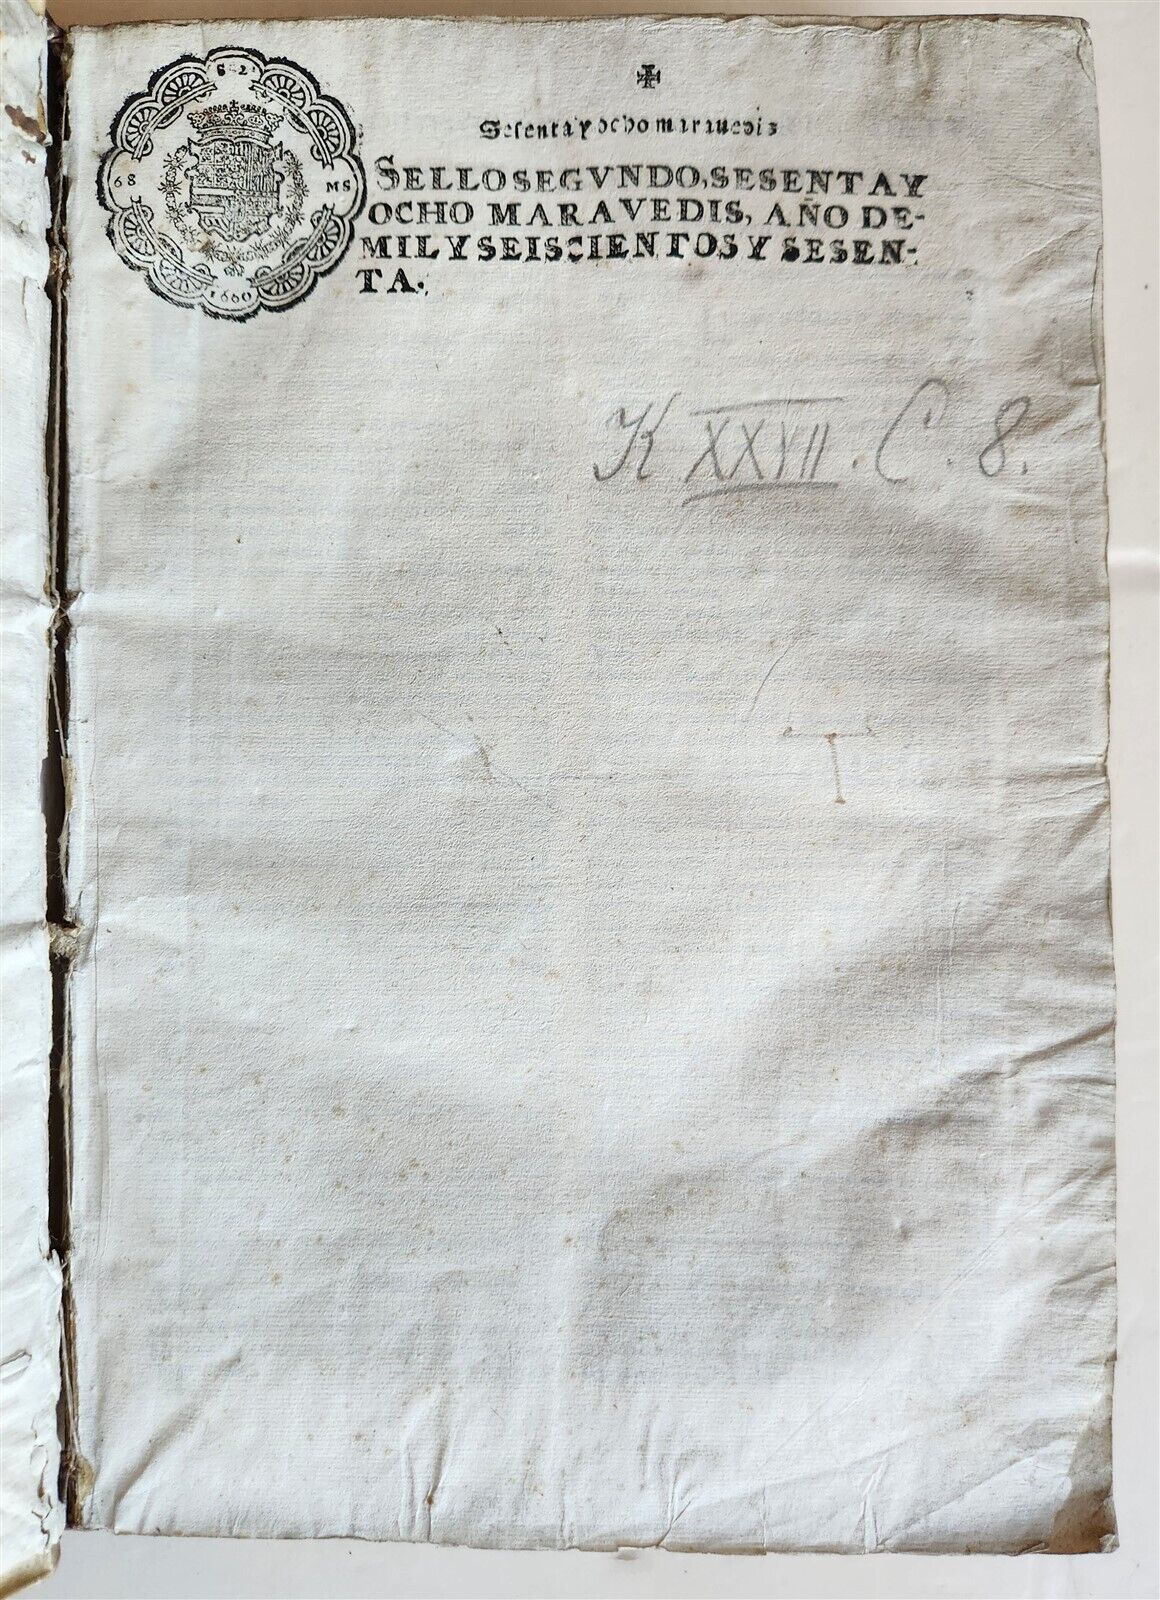 S 2º
68 MS
1660
✠
Sesenta y ocho marauedis
SELLO SEGVNDO, SESENTA Y
OCHO MARAVEDIS, AÑO DE-
MIL Y SEISCIENTOS Y SESEN-
TA.
K XXVII. C. 8.